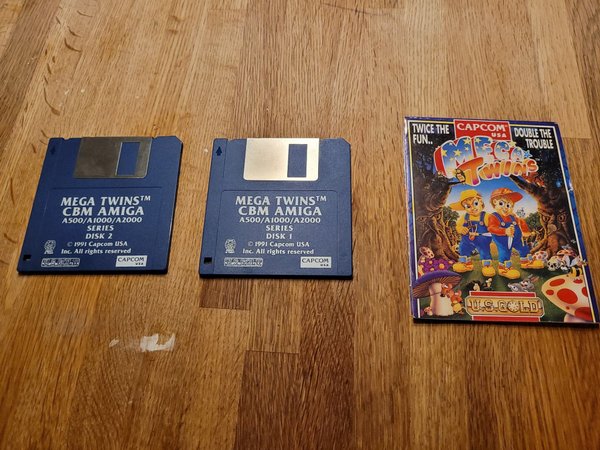 MEGA TWINS™
CBM AMIGA
A500/A1000/A2000
SERIES
DISK 2
© 1991 Capcom USA
Inc. All rights reserved
CAPCOM
USA
MEGA TWINS™
CBM AMIGA
A500/A1000/A2000
SERIES
DISK 1
© 1991 Capcom USA
Inc. All rights reserved
CAPCOM
USA
TWICE THE
FUN..
CAPCOM
USA
DOUBLE THE
TROUBLE
MEGA
TWINS
U.S. GOLD